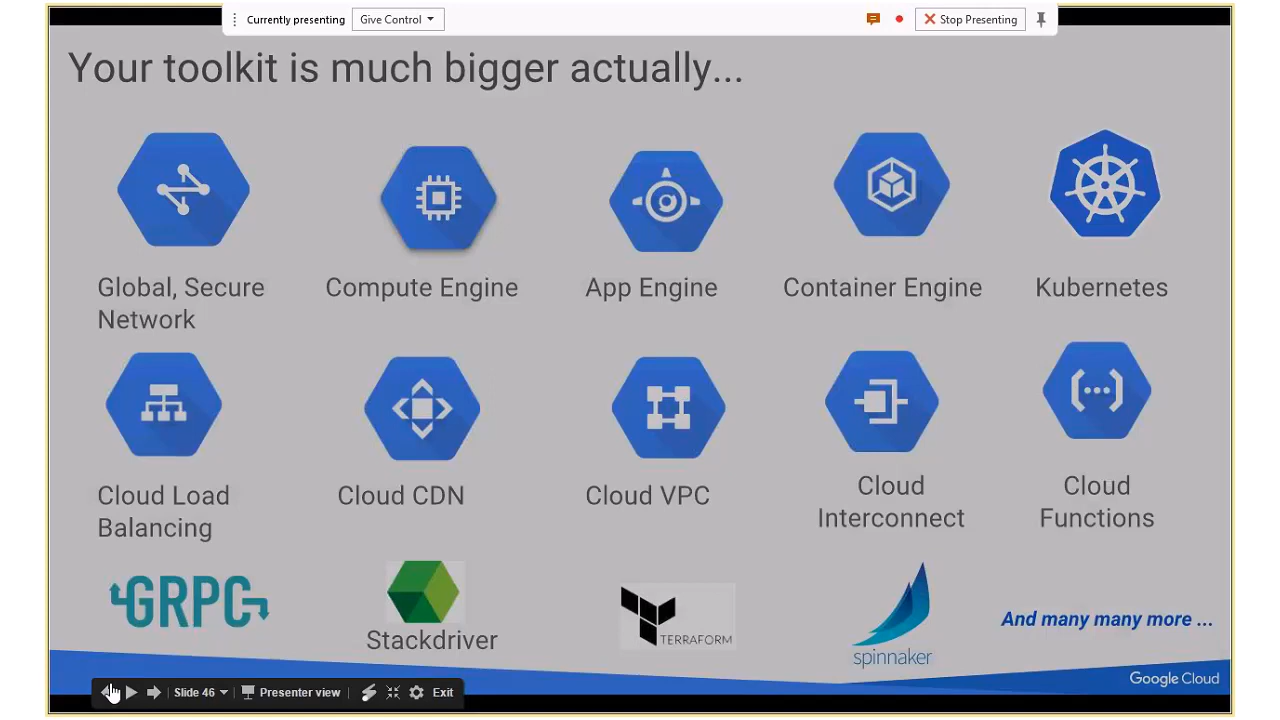 Currently presenting
Give Control
Stop Presenting
Your toolkit is much bigger actually...
Global, Secure
Network
Compute Engine
App Engine
Container Engine
Kubernetes
Cloud Load
Balancing
Cloud CDN
Cloud VPC
Cloud
Interconnect
Cloud
Functions
GRPC
Stackdriver
TERRAFORM
spinnaker
And many many more ...
Google Cloud
Slide 46
Presenter view
Exit